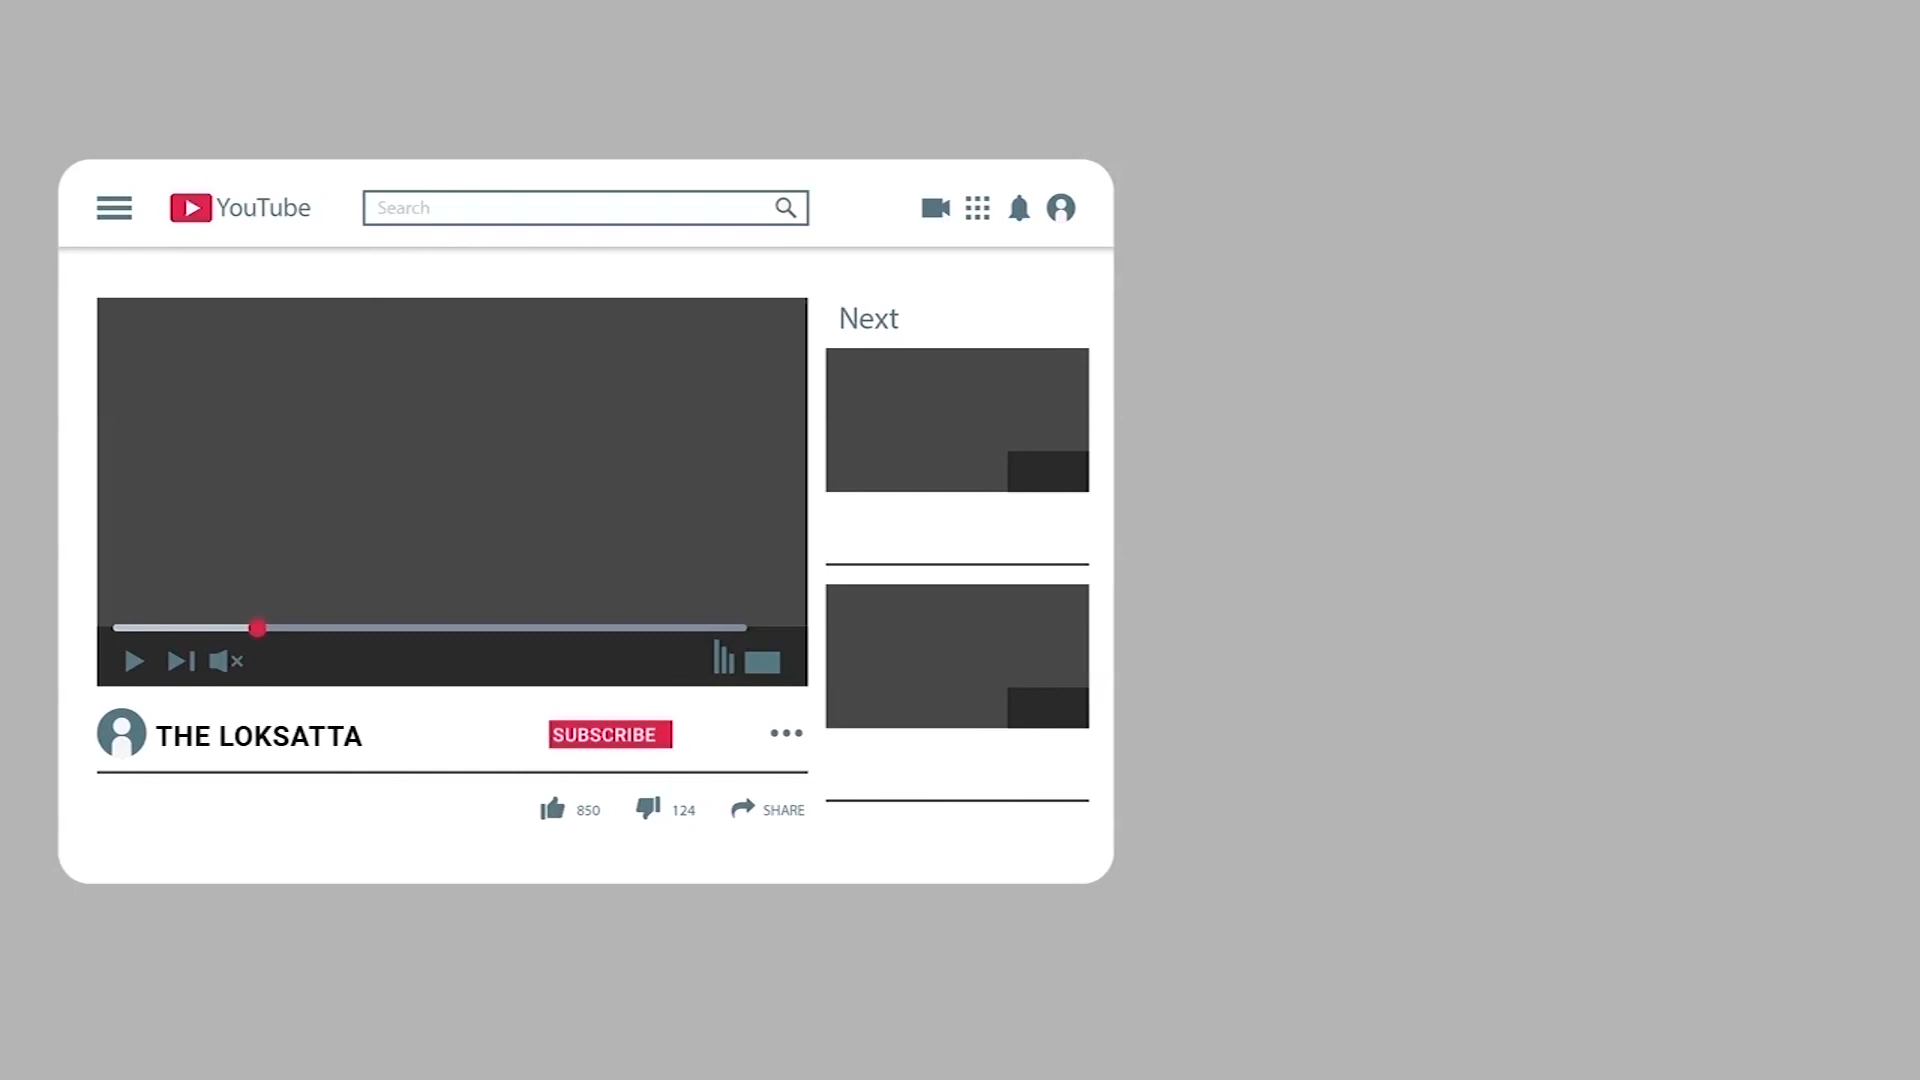 YouTube
Search
Next
THE LOKSATTA
SUBSCRIBE
850
124
SHARE